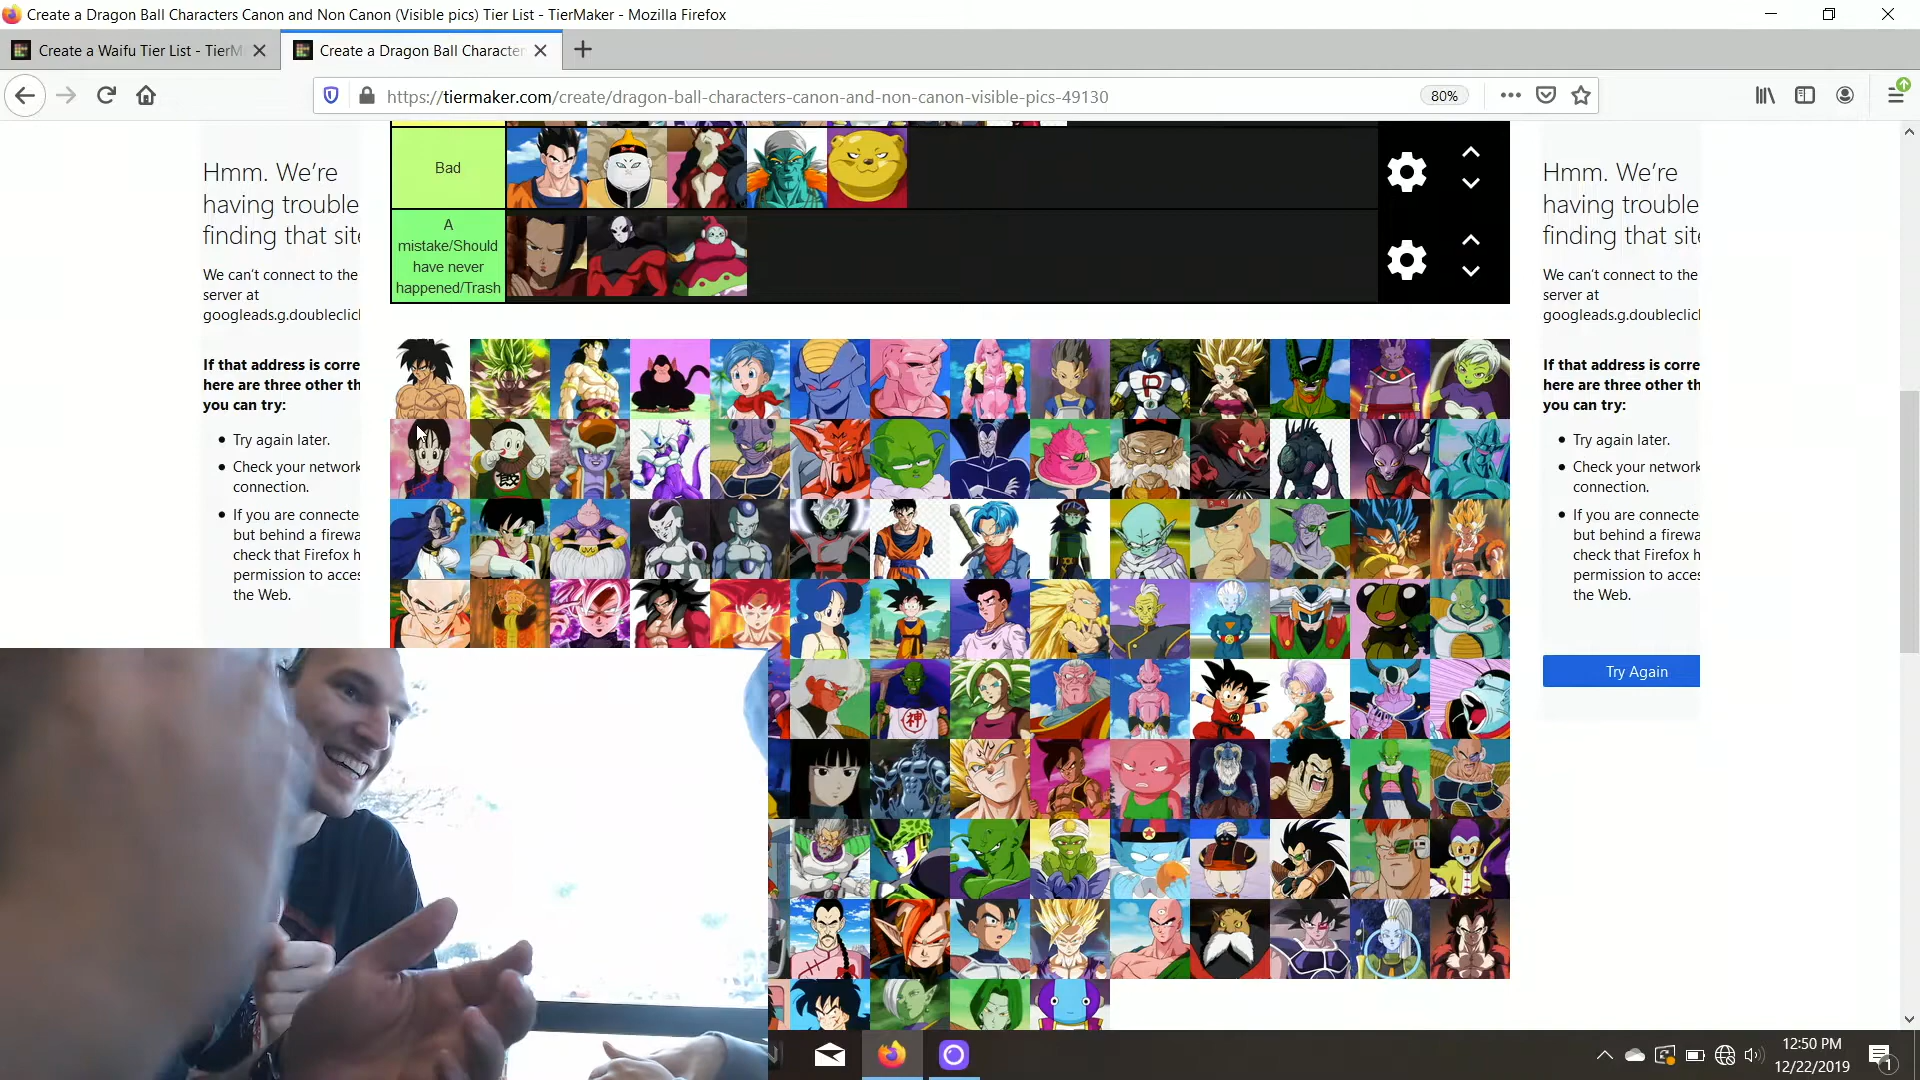 Create a Dragon Ball Characters Canon and Non Canon (Visible pics) Tier List - TierMaker - Mozilla Firefox
Create a Waifu Tier List - TierM
Create a Dragon Ball Character
https://tiermaker.com/create/dragon-ball-characters-canon-and-non-canon-visible-pics-49130
80%
Hmm. We're
having trouble
finding that site
We can't connect to the
server at
googleads.g.doubleclic
If that address is corre
here are three other th
you can try:
Try again later.
Check your network
connection.
If you are connecte
but behind a firewa
check that Firefox h
permission to acces
the Web.
Bad
A
mistake/Should
have never
happened/Trash
Hmm. We're
having trouble
finding that site
We can't connect to the
server at
googleads.g.doubleclic
If that address is corre
here are three other th
you can try:
Try again later.
Check your network
connection.
If you are connecte
but behind a firewa
check that Firefox h
permission to acces
the Web.
Try Again
12:50 PM
12/22/2019
1